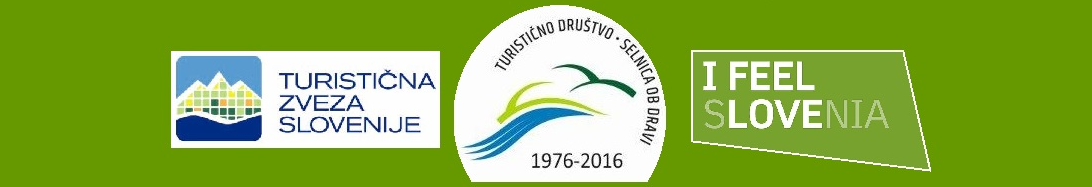 TURISTIČNA
ZVEZA
SLOVENIJE
TURISTIČNO DRUŠTVO • SELNICA OB DRAVI
1976-2016
I FEEL
SLOVENIA